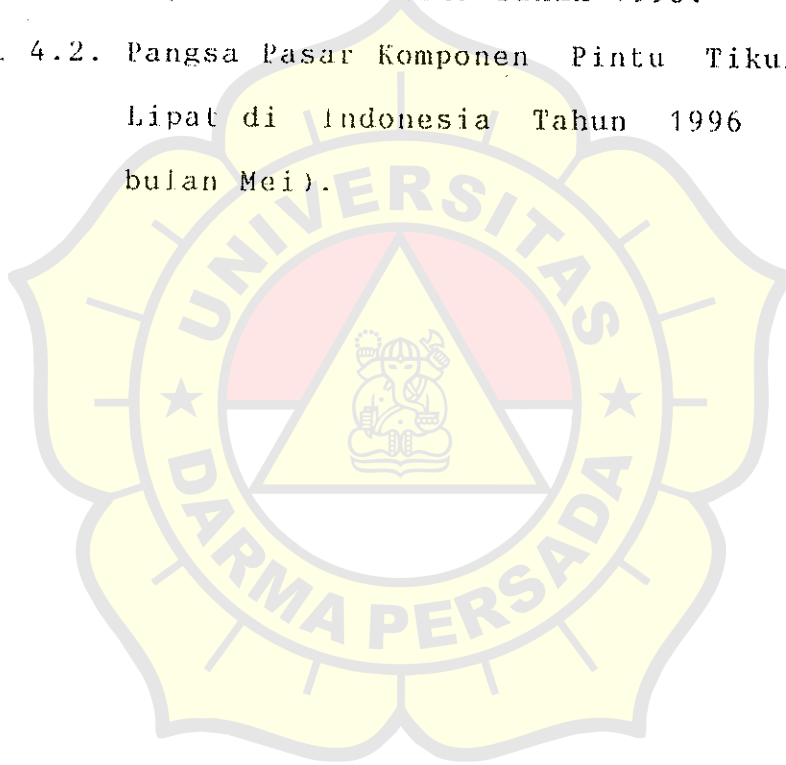 4.2. Pangsa Pasar Komponen Pintu
Lipat di Indonesia Tahun 1996
bulan Mei).
UNIVERSITAS
DARMA PERSADA